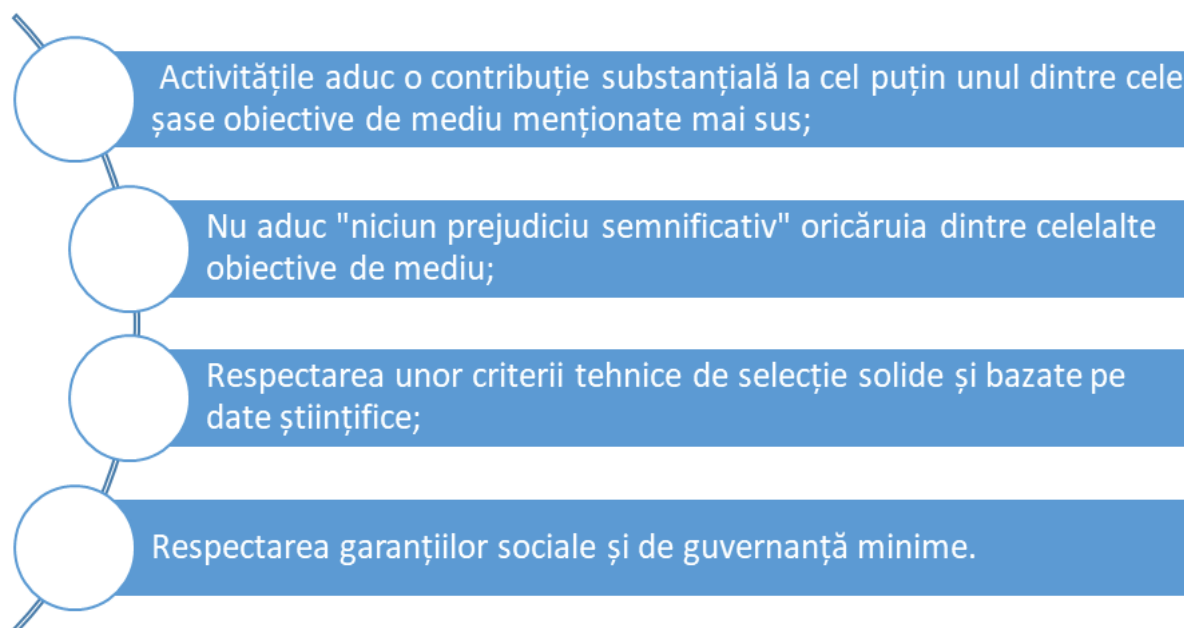 Activitățile aduc o contribuție substanțială la cel puțin unul dintre cele
șase obiective de mediu menționate mai sus;
Nu aduc "niciun prejudiciu semnificativ" oricăruia dintre celelalte
obiective de mediu;
Respectarea unor criterii tehnice de selecție solide și bazate pe
date științifice;
Respectarea garanțiilor sociale și de guvernanță minime.